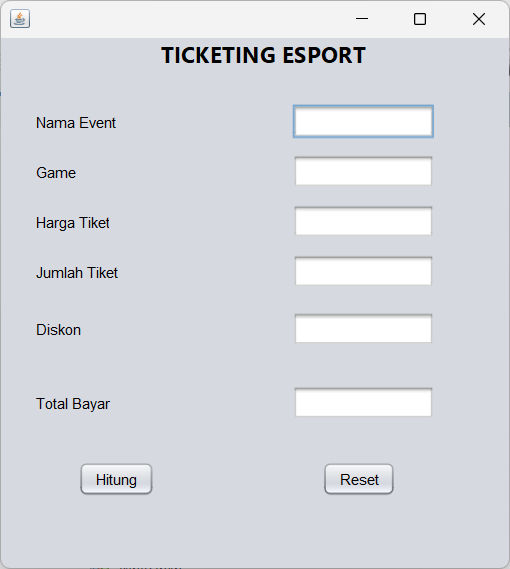 TICKETING ESPORT
Nama Event
Game
Harga Tiket
Jumlah Tiket
Diskon
Total Bayar
Hitung Reset